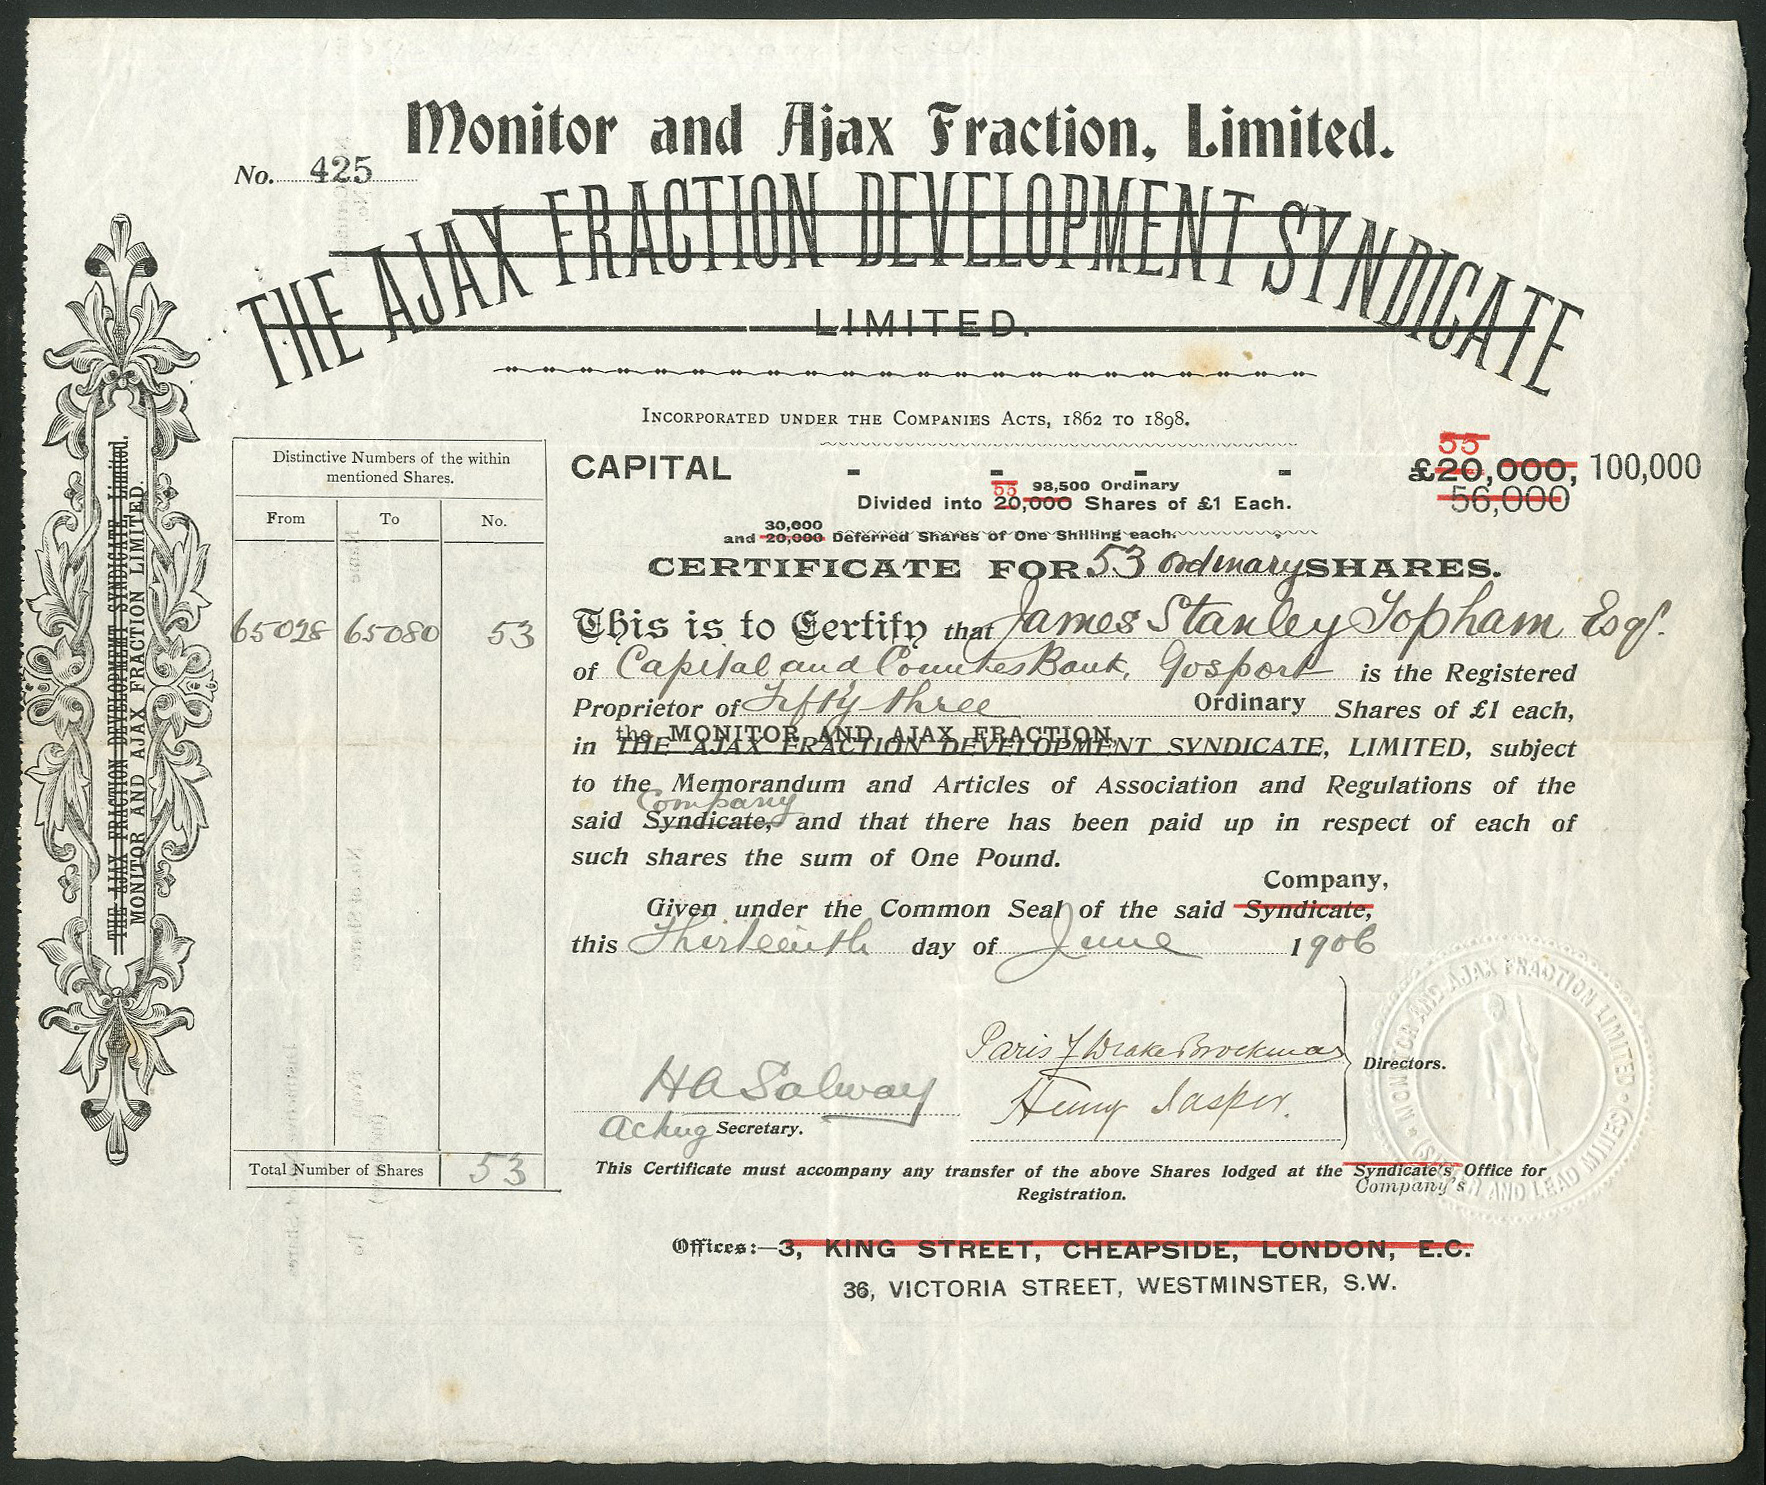 Monitor and Ajax Fraction, Limited.
No. 425
THE AJAX FRACTION DEVELOPMENT SYNDICATE
LIMITED.
INCORPORATED UNDER THE COMPANIES ACTS, 1862 TO 1898.
THE AJAX FRACTION DEVELOPMENT SYNDICATE, Limited.
MONITOR AND AJAX FRACTION LIMITED.
Distinctive Numbers of the within
mentioned Shares.
From To No.
65028 65080 53
Total Number of Shares 53
55
CAPITAL - - - - £20,000, 100,000
56,000
55 98,500 Ordinary
Divided into 20,000 Shares of £1 Each.
30,000
and 20,000 Deferred Shares of One Shilling each.
CERTIFICATE FOR 53 ordinary SHARES.
This is to Certify that James Stanley Topham Esqr.
of Capital and Counties Bank, Gosport is the Registered
Proprietor of Fifty three Ordinary Shares of £1 each,
the MONITOR AND AJAX FRACTION
in THE AJAX FRACTION DEVELOPMENT SYNDICATE, LIMITED, subject
to the Memorandum and Articles of Association and Regulations of the
Company
said Syndicate, and that there has been paid up in respect of each of
such shares the sum of One Pound.
Company,
Given under the Common Seal of the said Syndicate,
this Thirteenth day of June 1906
Paris F Drake Brockman
Henry Jasper.
Directors.
H A Salway
Acting Secretary.
MONITOR AND AJAX FRACTION LIMITED
(SILVER AND LEAD MINES)
This Certificate must accompany any transfer of the above Shares lodged at the Syndicate's Office for
Company's
Registration.
Offices:—3, KING STREET, CHEAPSIDE, LONDON, E.C.
36, VICTORIA STREET, WESTMINSTER, S.W.